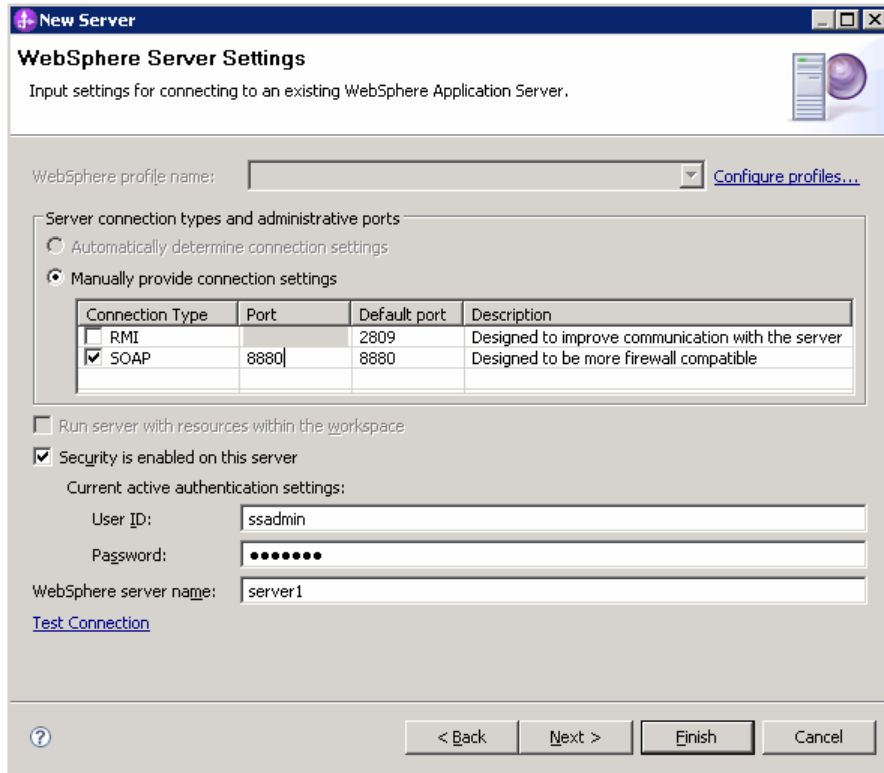 New Server
WebSphere Server Settings
Input settings for connecting to an existing WebSphere Application Server.
WebSphere profile name: Configure profiles...
Server connection types and administrative ports
Automatically determine connection settings
Manually provide connection settings
Connection Type Port Default port Description
RMI 2809 Designed to improve communication with the server
SOAP 8880 8880 Designed to be more firewall compatible
Run server with resources within the workspace
Security is enabled on this server
Current active authentication settings:
User ID: ssadmin
Password: ●●●●●●●
WebSphere server name: server1
Test Connection
? < Back Next > Finish Cancel